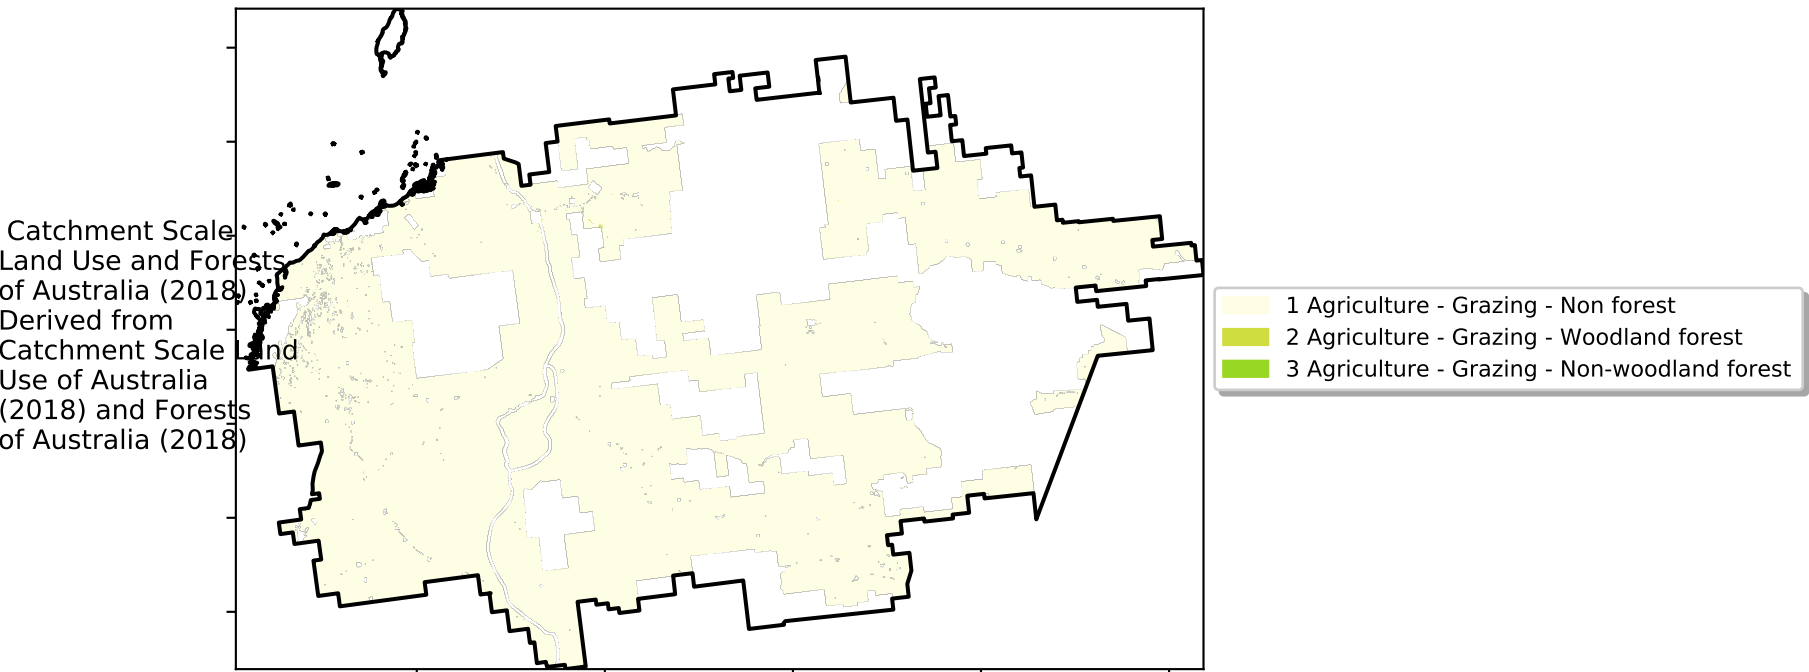 Catchment Scale
Land Use and Forests
of Australia (2018)
Derived from
Catchment Scale Land
Use of Australia
(2018) and Forests
of Australia (2018)
1 Agriculture - Grazing - Non forest
2 Agriculture - Grazing - Woodland forest
3 Agriculture - Grazing - Non-woodland forest